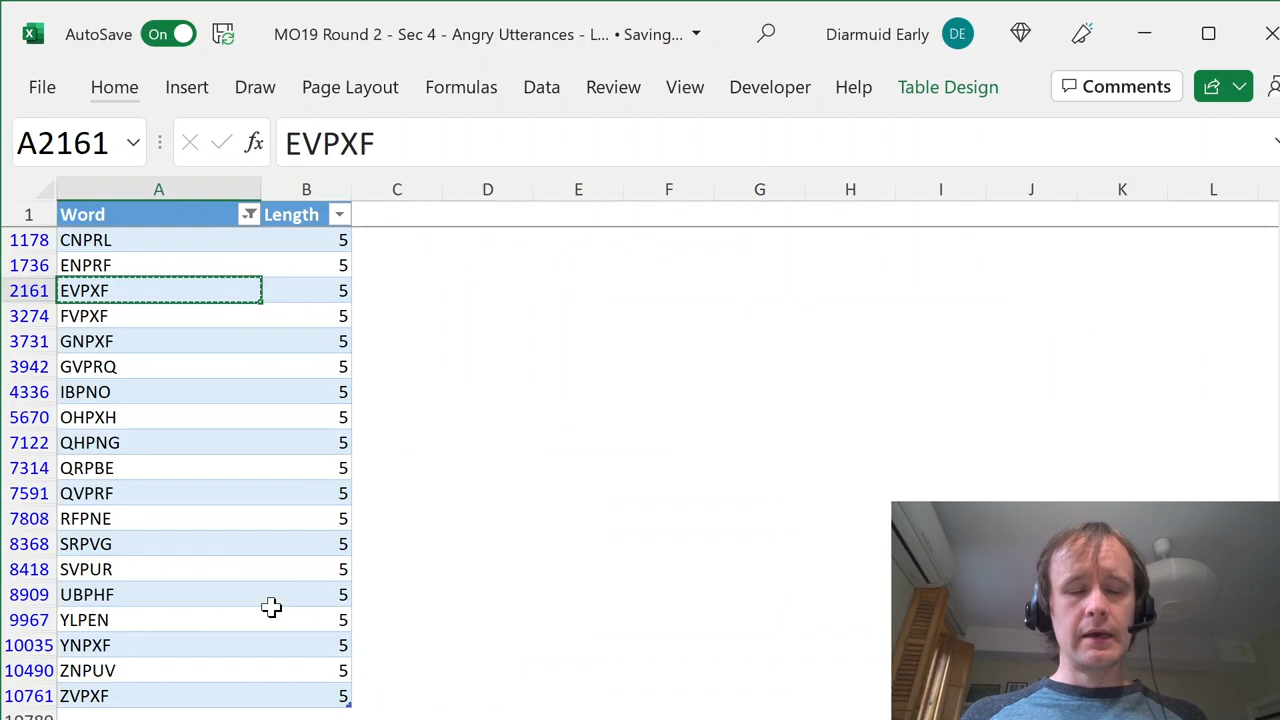 AutoSave On MO19 Round 2 - Sec 4 - Angry Utterances - L... • Saving... Diarmuid Early DE
File Home Insert Draw Page Layout Formulas Data Review View Developer Help Table Design Comments
A2161 fx EVPXF
A B C D E F G H I J K L
1 Word Length
1178 CNPRL 5
1736 ENPRF 5
2161 EVPXF 5
3274 FVPXF 5
3731 GNPXF 5
3942 GVPRQ 5
4336 IBPNO 5
5670 OHPXH 5
7122 QHPNG 5
7314 QRPBE 5
7591 QVPRF 5
7808 RFPNE 5
8368 SRPVG 5
8418 SVPUR 5
8909 UBPHF 5
9967 YLPEN 5
10035 YNPXF 5
10490 ZNPUV 5
10761 ZVPXF 5